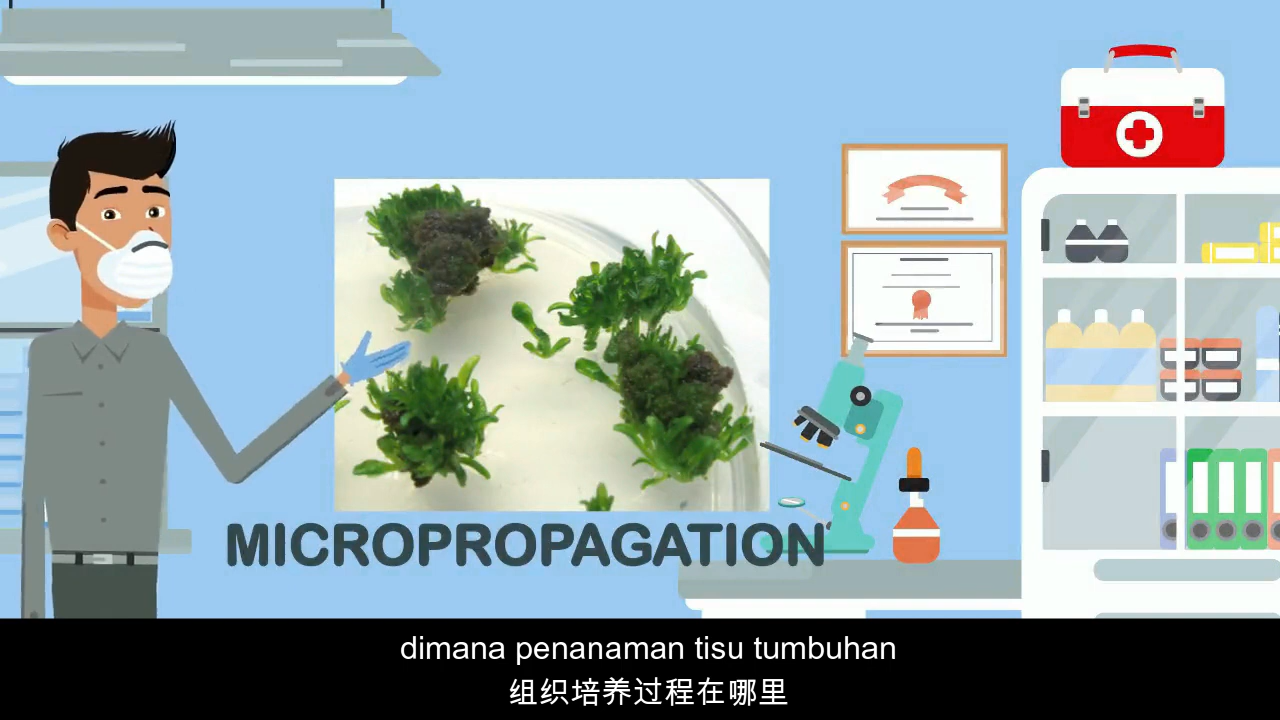 MICROPROPAGATION
dimana penanaman tisu tumbuhan
组织培养过程在哪里